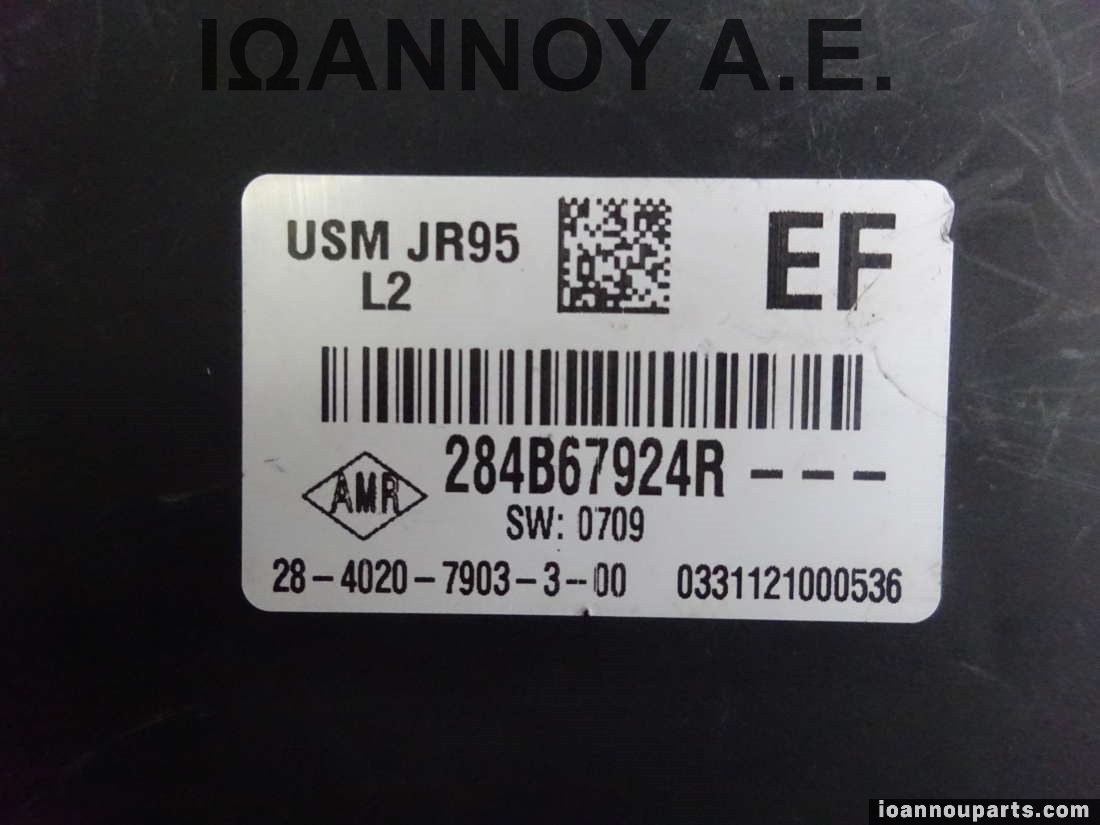 ΙΩΑΝΝΟΥ Α.Ε.
USM JR95
L2
EF
284B67924R - - -
AMR
SW: 0709
28-4020-7903-3--00 0331121000536
ioannouparts.com